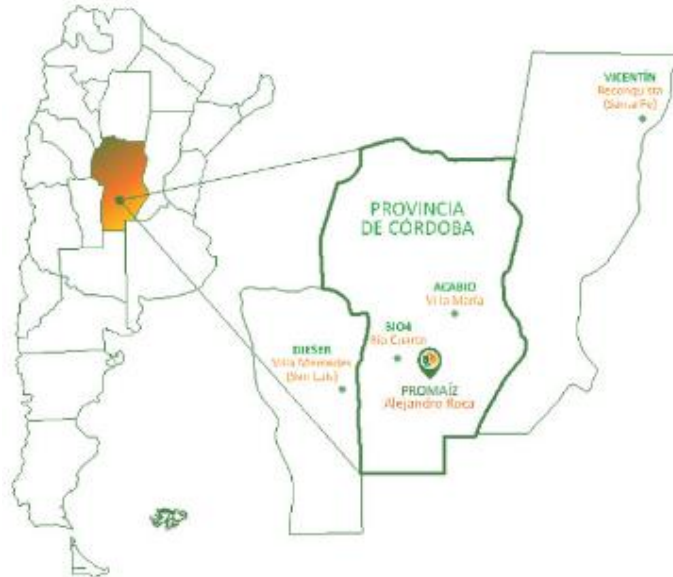 VICENTÍN
Reconquista
(Santa Fe)
PROVINCIA
DE CÓRDOBA
ACABIO
Villa María
BIO4
Río Cuarto
DIESER
Villa Mercedes
(San Luis)
PROMAÍZ
Alejandro Roca